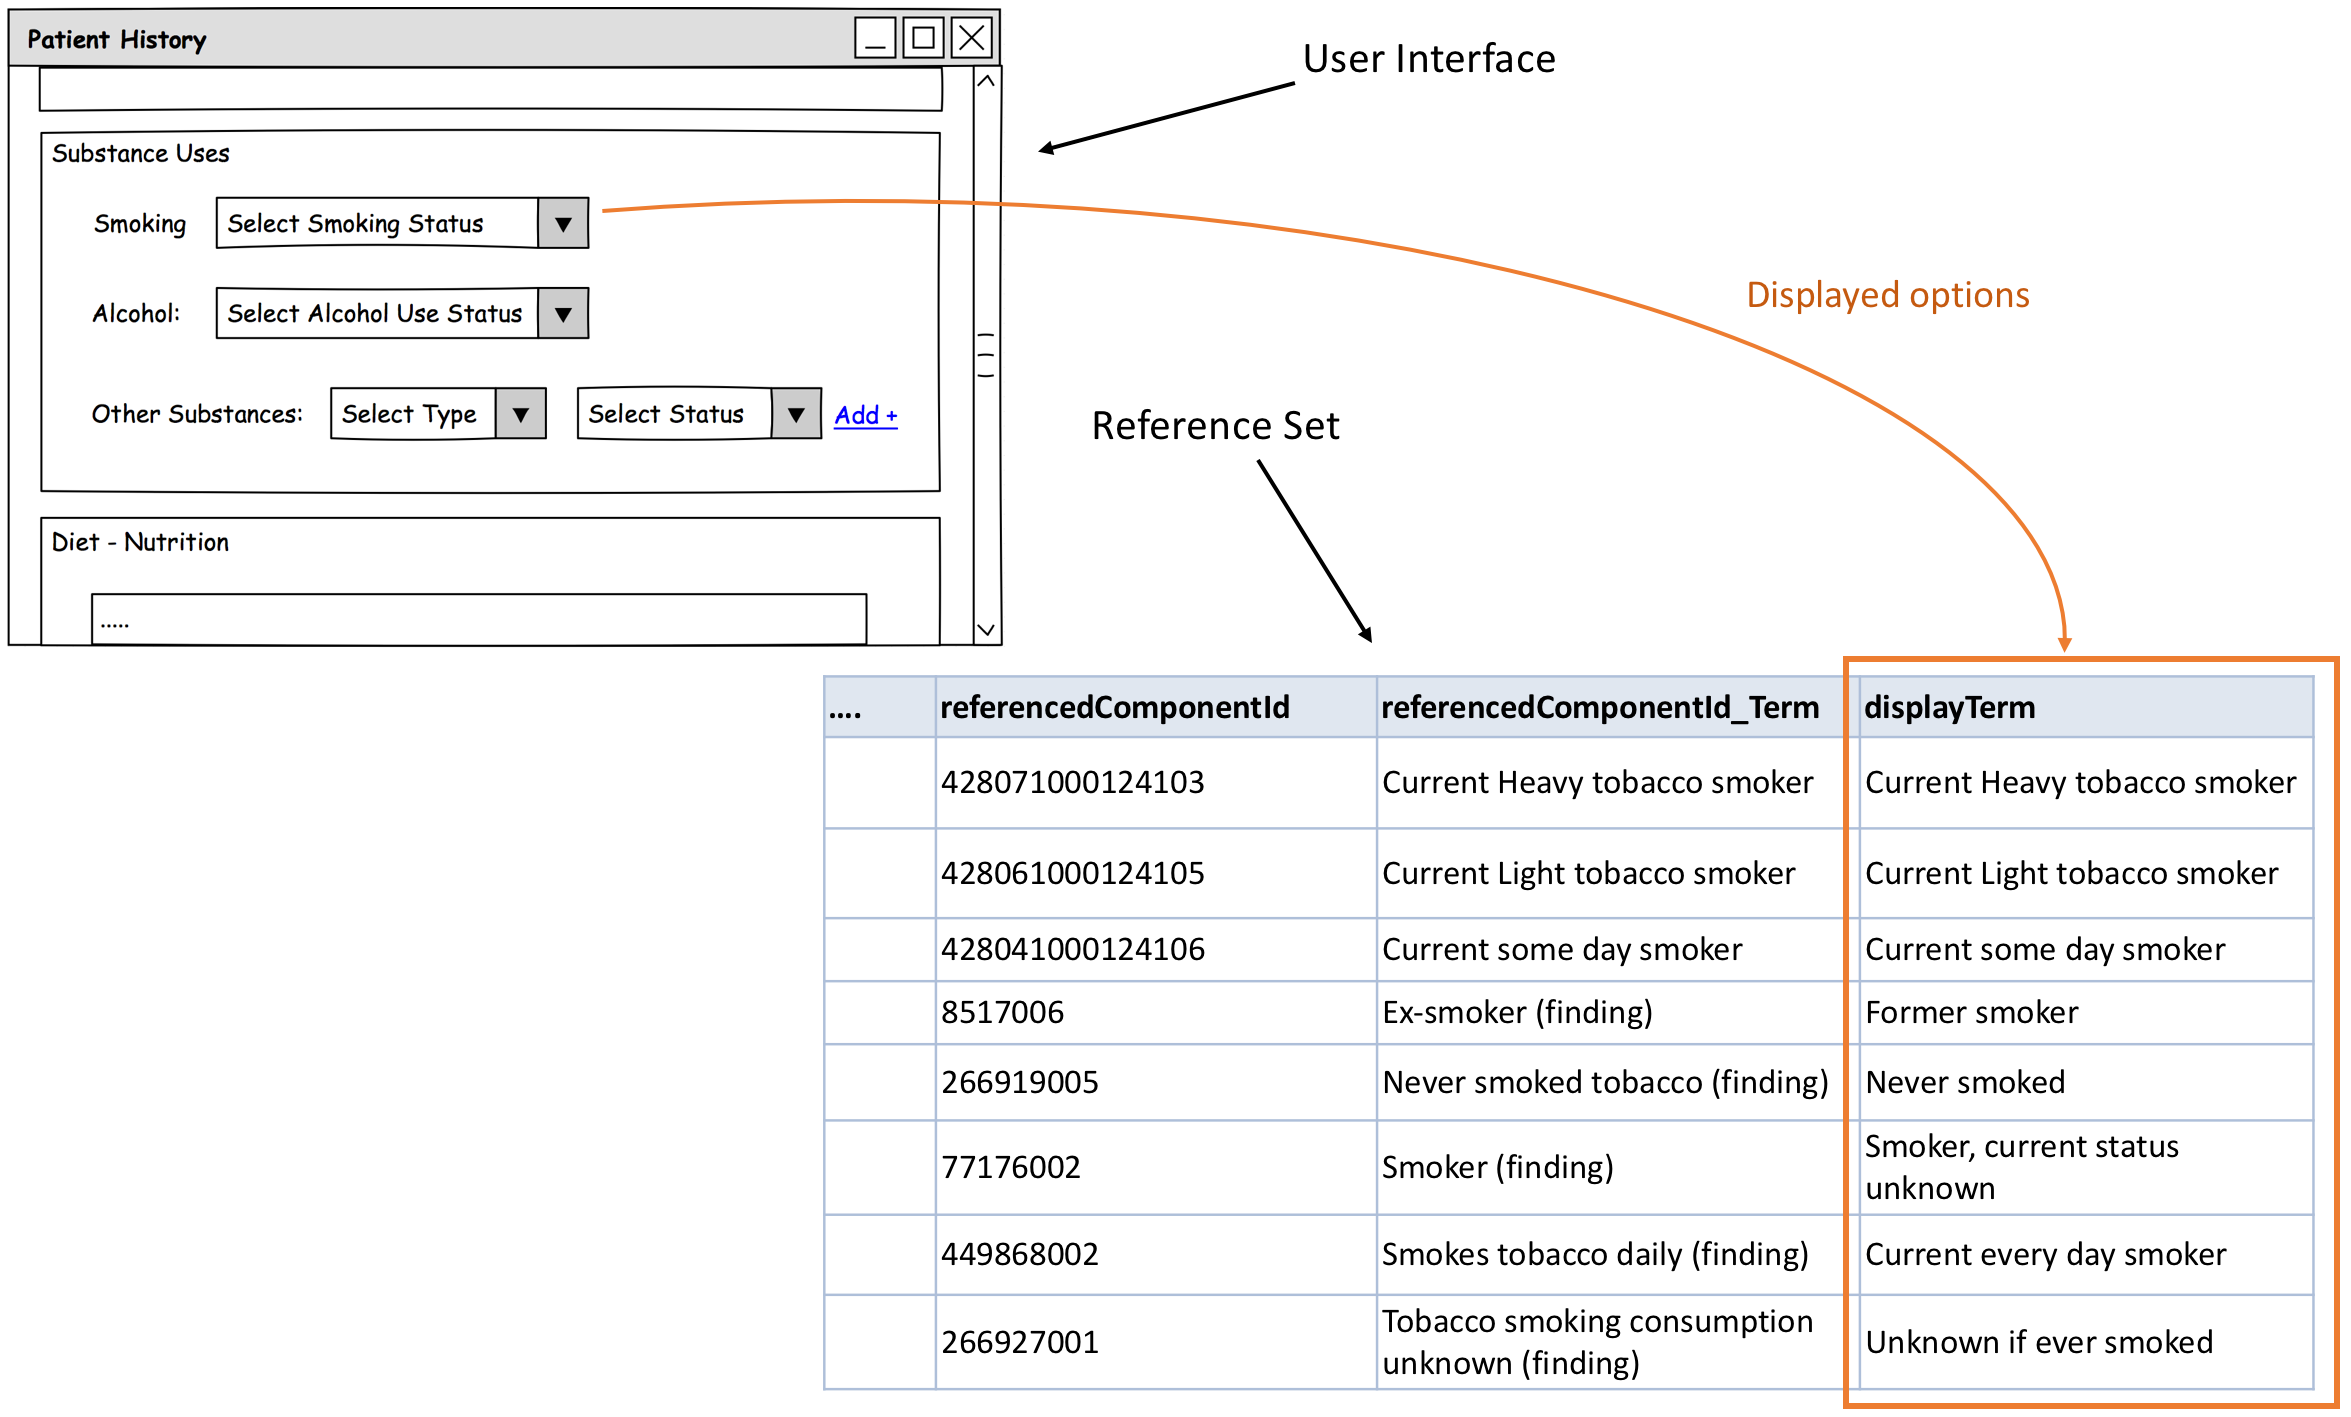 Patient History
User Interface
Substance Uses
Smoking Select Smoking Status
Displayed options
Alcohol: Select Alcohol Use Status
Other Substances: Select Type Select Status Add +
Reference Set
Diet - Nutrition
.....
.... referencedComponentId referencedComponentId_Term displayTerm
428071000124103 Current Heavy tobacco smoker Current Heavy tobacco smoker
428061000124105 Current Light tobacco smoker Current Light tobacco smoker
428041000124106 Current some day smoker Current some day smoker
8517006 Ex-smoker (finding) Former smoker
266919005 Never smoked tobacco (finding) Never smoked
77176002 Smoker (finding) Smoker, current status
unknown
449868002 Smokes tobacco daily (finding) Current every day smoker
266927001 Tobacco smoking consumption
unknown (finding) Unknown if ever smoked